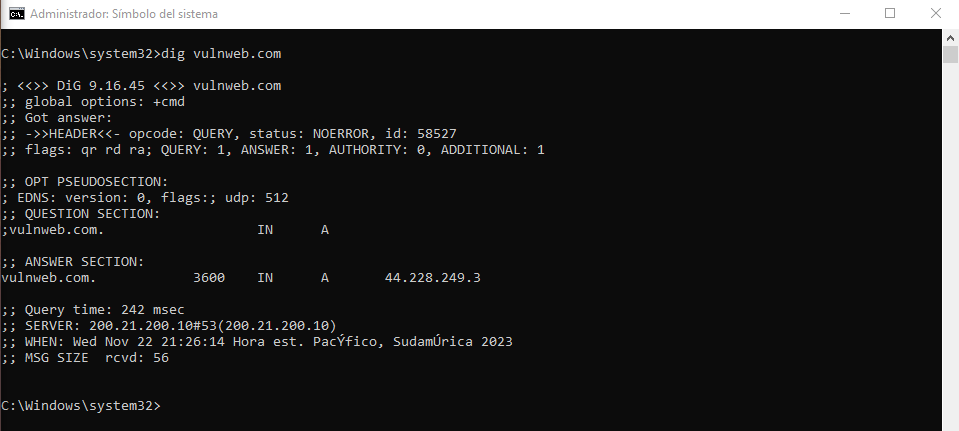 Administrador: Símbolo del sistema
C:\Windows\system32>dig vulnweb.com
; <<>> DiG 9.16.45 <<>> vulnweb.com
;; global options: +cmd
;; Got answer:
;; ->>HEADER<<- opcode: QUERY, status: NOERROR, id: 58527
;; flags: qr rd ra; QUERY: 1, ANSWER: 1, AUTHORITY: 0, ADDITIONAL: 1
;; OPT PSEUDOSECTION:
; EDNS: version: 0, flags:; udp: 512
;; QUESTION SECTION:
;vulnweb.com. IN A
;; ANSWER SECTION:
vulnweb.com. 3600 IN A 44.228.249.3
;; Query time: 242 msec
;; SERVER: 200.21.200.10#53(200.21.200.10)
;; WHEN: Wed Nov 22 21:26:14 Hora est. PacÝfico, SudamÚrica 2023
;; MSG SIZE  rcvd: 56
C:\Windows\system32>